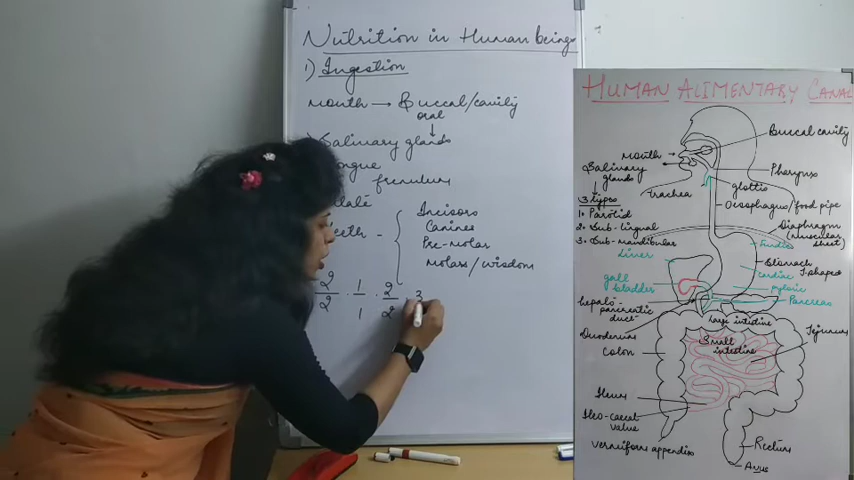 Nutrition in Human beings
1) Ingestion
Mouth → Buccal/cavity
oral
Salivary glands
frenulum
Incisors
Canines
Pre-molar
Molars/wisdom
2 . 1 . 2 . 3
2 1 2
HUMAN ALIMENTARY CANAL
Buccal cavity
Mouth
Salivary glands
Pharynx
glottis
trachea
3 types
1. Parotid
2. Sub-lingual
3. Sub-mandibular
Oesophagus/food pipe
Diaphragm (muscular sheet)
Liver
Fundus
Stomach J-shaped
cardiac
gall bladder
pyloric
Pancreas
hepato-pancreatic duct
Duodenum
Large intestine
Jejunum
Small intestine
Colon
Ileum
Ileo-caecal valve
vermiform appendix
Rectum
Anus